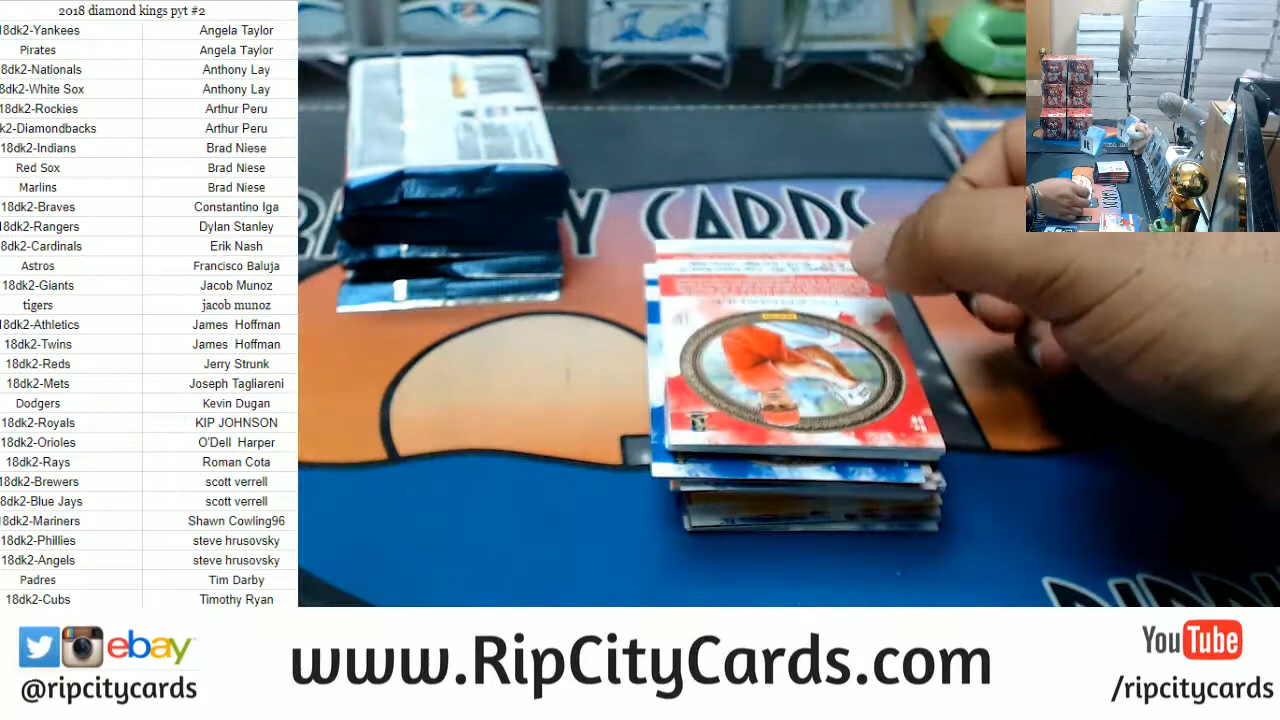 2018 diamond kings pyt #2
18dk2-Yankees Angela Taylor
Pirates Angela Taylor
8dk2-Nationals Anthony Lay
8dk2-White Sox Anthony Lay
18dk2-Rockies Arthur Peru
k2-Diamondbacks Arthur Peru
18dk2-Indians Brad Niese
Red Sox Brad Niese
Marlins Brad Niese
18dk2-Braves Constantino Iga
18dk2-Rangers Dylan Stanley
8dk2-Cardinals Erik Nash
Astros Francisco Baluja
18dk2-Giants Jacob Munoz
tigers jacob munoz
18dk2-Athletics James Hoffman
18dk2-Twins James Hoffman
18dk2-Reds Jerry Strunk
18dk2-Mets Joseph Tagliareni
Dodgers Kevin Dugan
18dk2-Royals KIP JOHNSON
18dk2-Orioles O'Dell Harper
18dk2-Rays Roman Cota
18dk2-Brewers scott verrell
8dk2-Blue Jays scott verrell
18dk2-Mariners Shawn Cowling96
18dk2-Phillies steve hrusovsky
18dk2-Angels steve hrusovsky
Padres Tim Darby
18dk2-Cubs Timothy Ryan
PSA
CARDS
ebay
@ripcitycards
www.RipCityCards.com
YouTube
/ripcitycards